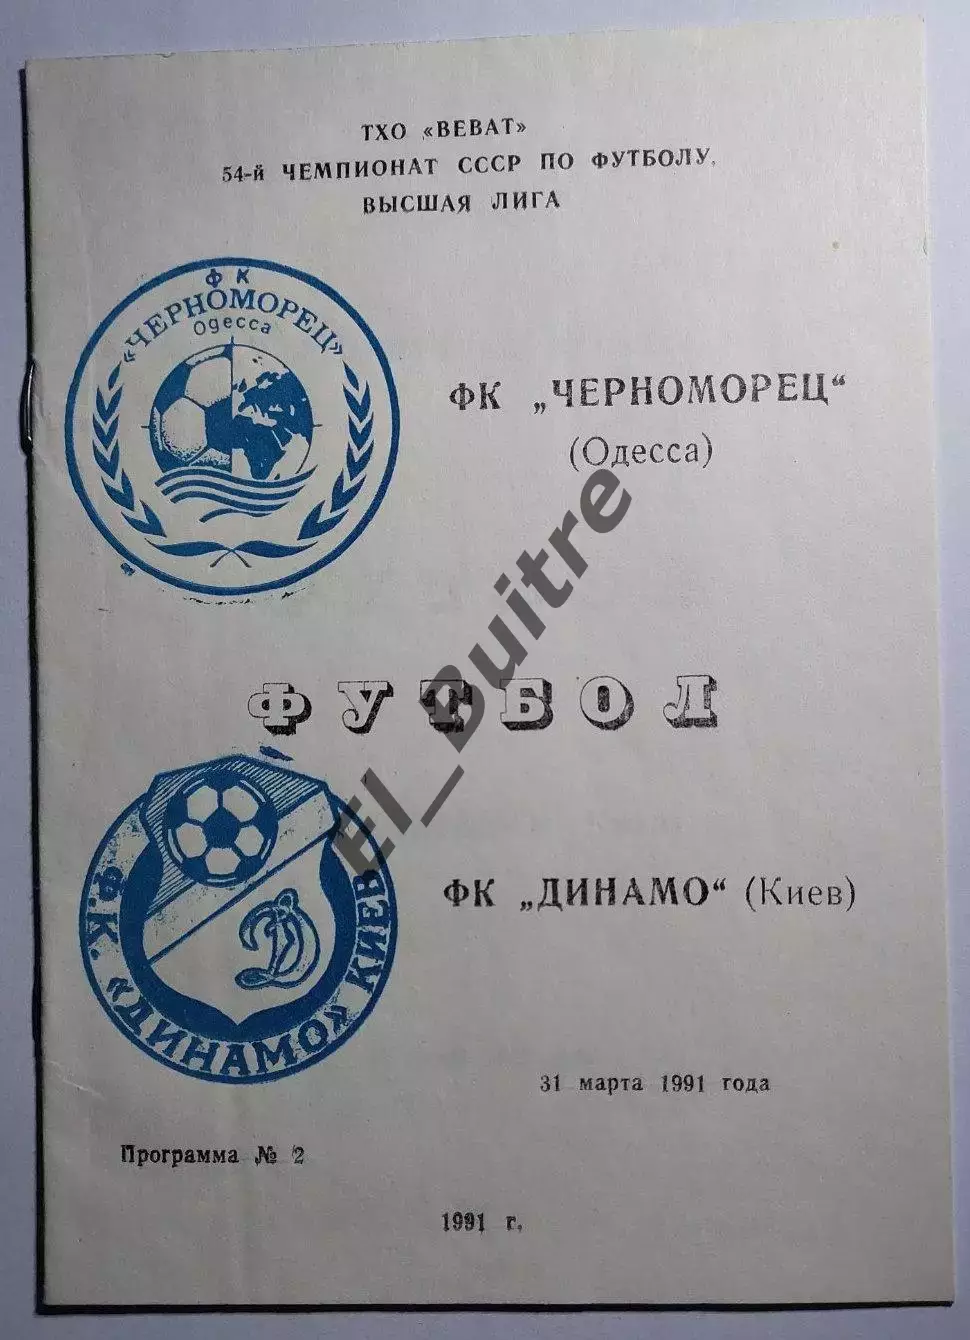 ТХО «ВЕВАТ»
54-й ЧЕМПИОНАТ СССР ПО ФУТБОЛУ,
ВЫСШАЯ ЛИГА
ФК
«ЧЕРНОМОРЕЦ»
Одесса
ФК „ЧЕРНОМОРЕЦ“
(Одесса)
ФУТБОЛ
Ф.К. «ДИНАМО» КИЕВ
Д
ФК „ДИНАМО“ (Киев)
31 марта 1991 года
Программа № 2
1991 г.
El_Buitre